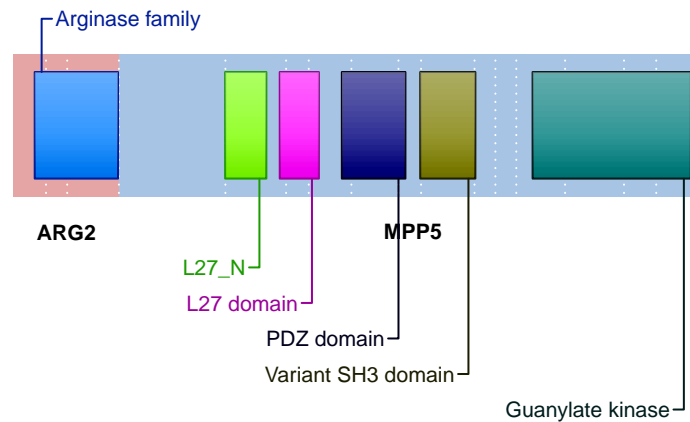 Arginase family
ARG2
MPP5
L27_N
L27 domain
PDZ domain
Variant SH3 domain
Guanylate kinase